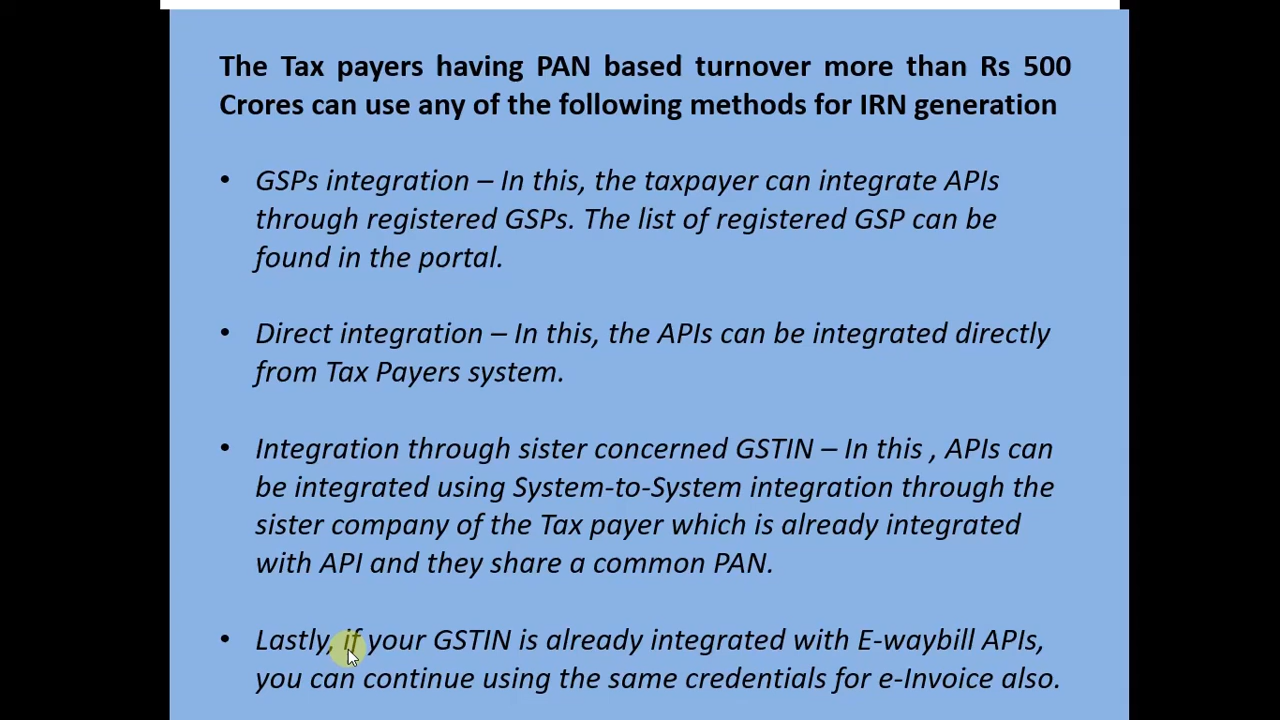 The Tax payers having PAN based turnover more than Rs 500
Crores can use any of the following methods for IRN generation
• GSPs integration – In this, the taxpayer can integrate APIs
through registered GSPs. The list of registered GSP can be
found in the portal.
• Direct integration – In this, the APIs can be integrated directly
from Tax Payers system.
• Integration through sister concerned GSTIN – In this , APIs can
be integrated using System-to-System integration through the
sister company of the Tax payer which is already integrated
with API and they share a common PAN.
• Lastly, if your GSTIN is already integrated with E-waybill APIs,
you can continue using the same credentials for e-Invoice also.